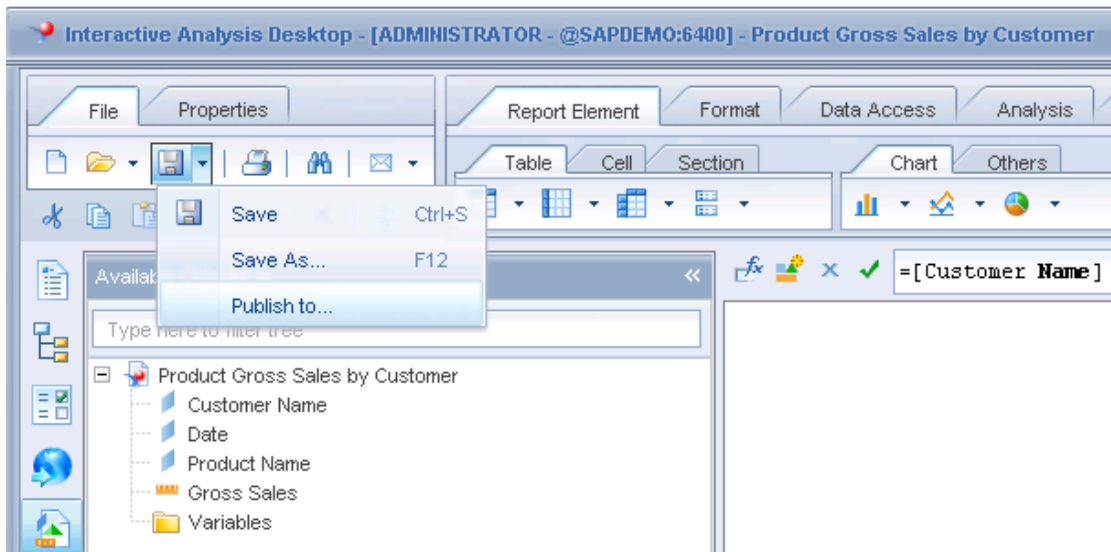 Interactive Analysis Desktop - [ADMINISTRATOR - @SAPDEMO:6400] - Product Gross Sales by Customer
File Properties Report Element Format Data Access Analysis
Table Cell Section Chart Others
Save Ctrl+S
Save As... F12
=[Customer Name]
Publish to...
Product Gross Sales by Customer
Customer Name
Date
Product Name
Gross Sales
Variables